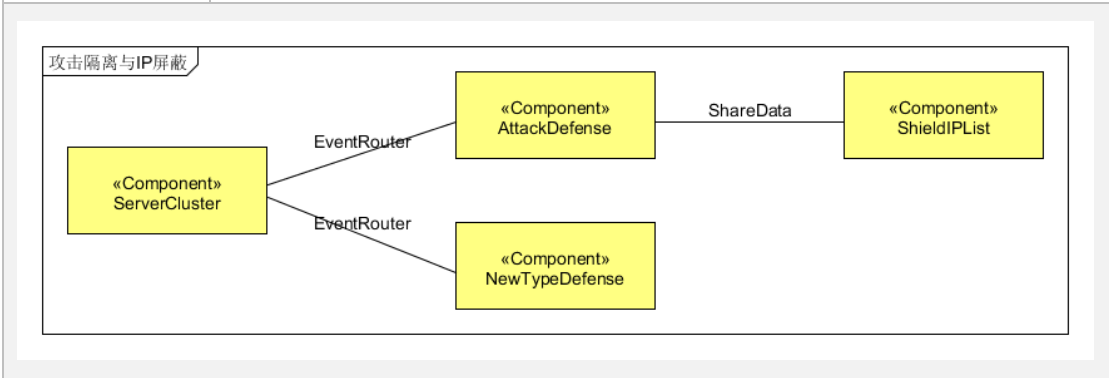 攻击隔离与IP屏蔽
«Component»
ServerCluster
EventRouter
EventRouter
«Component»
AttackDefense
ShareData
«Component»
ShieldIPList
«Component»
NewTypeDefense